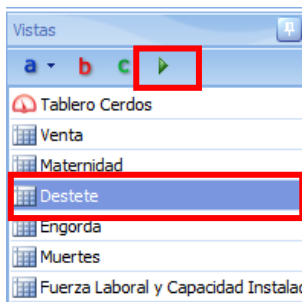 Vistas
a b c
Tablero Cerdos
Venta
Maternidad
Destete
Engorda
Muertes
Fuerza Laboral y Capacidad Instalac